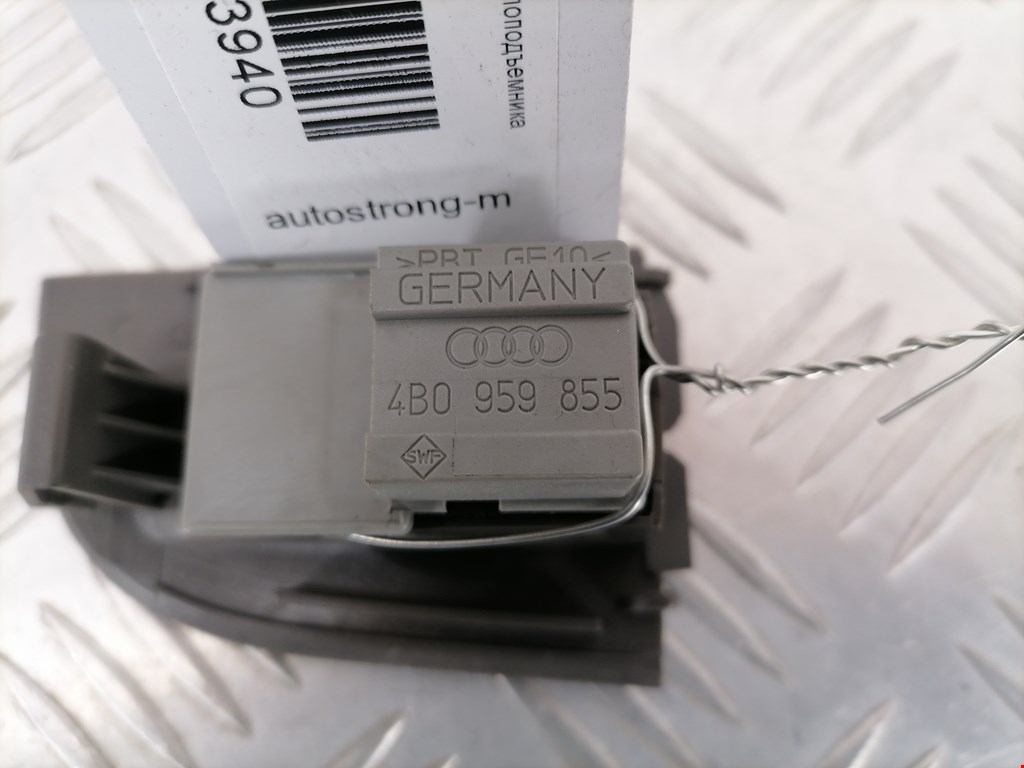 3940
autostrong-m
>PBT GF10<
GERMANY
4B0 959 855
SWF